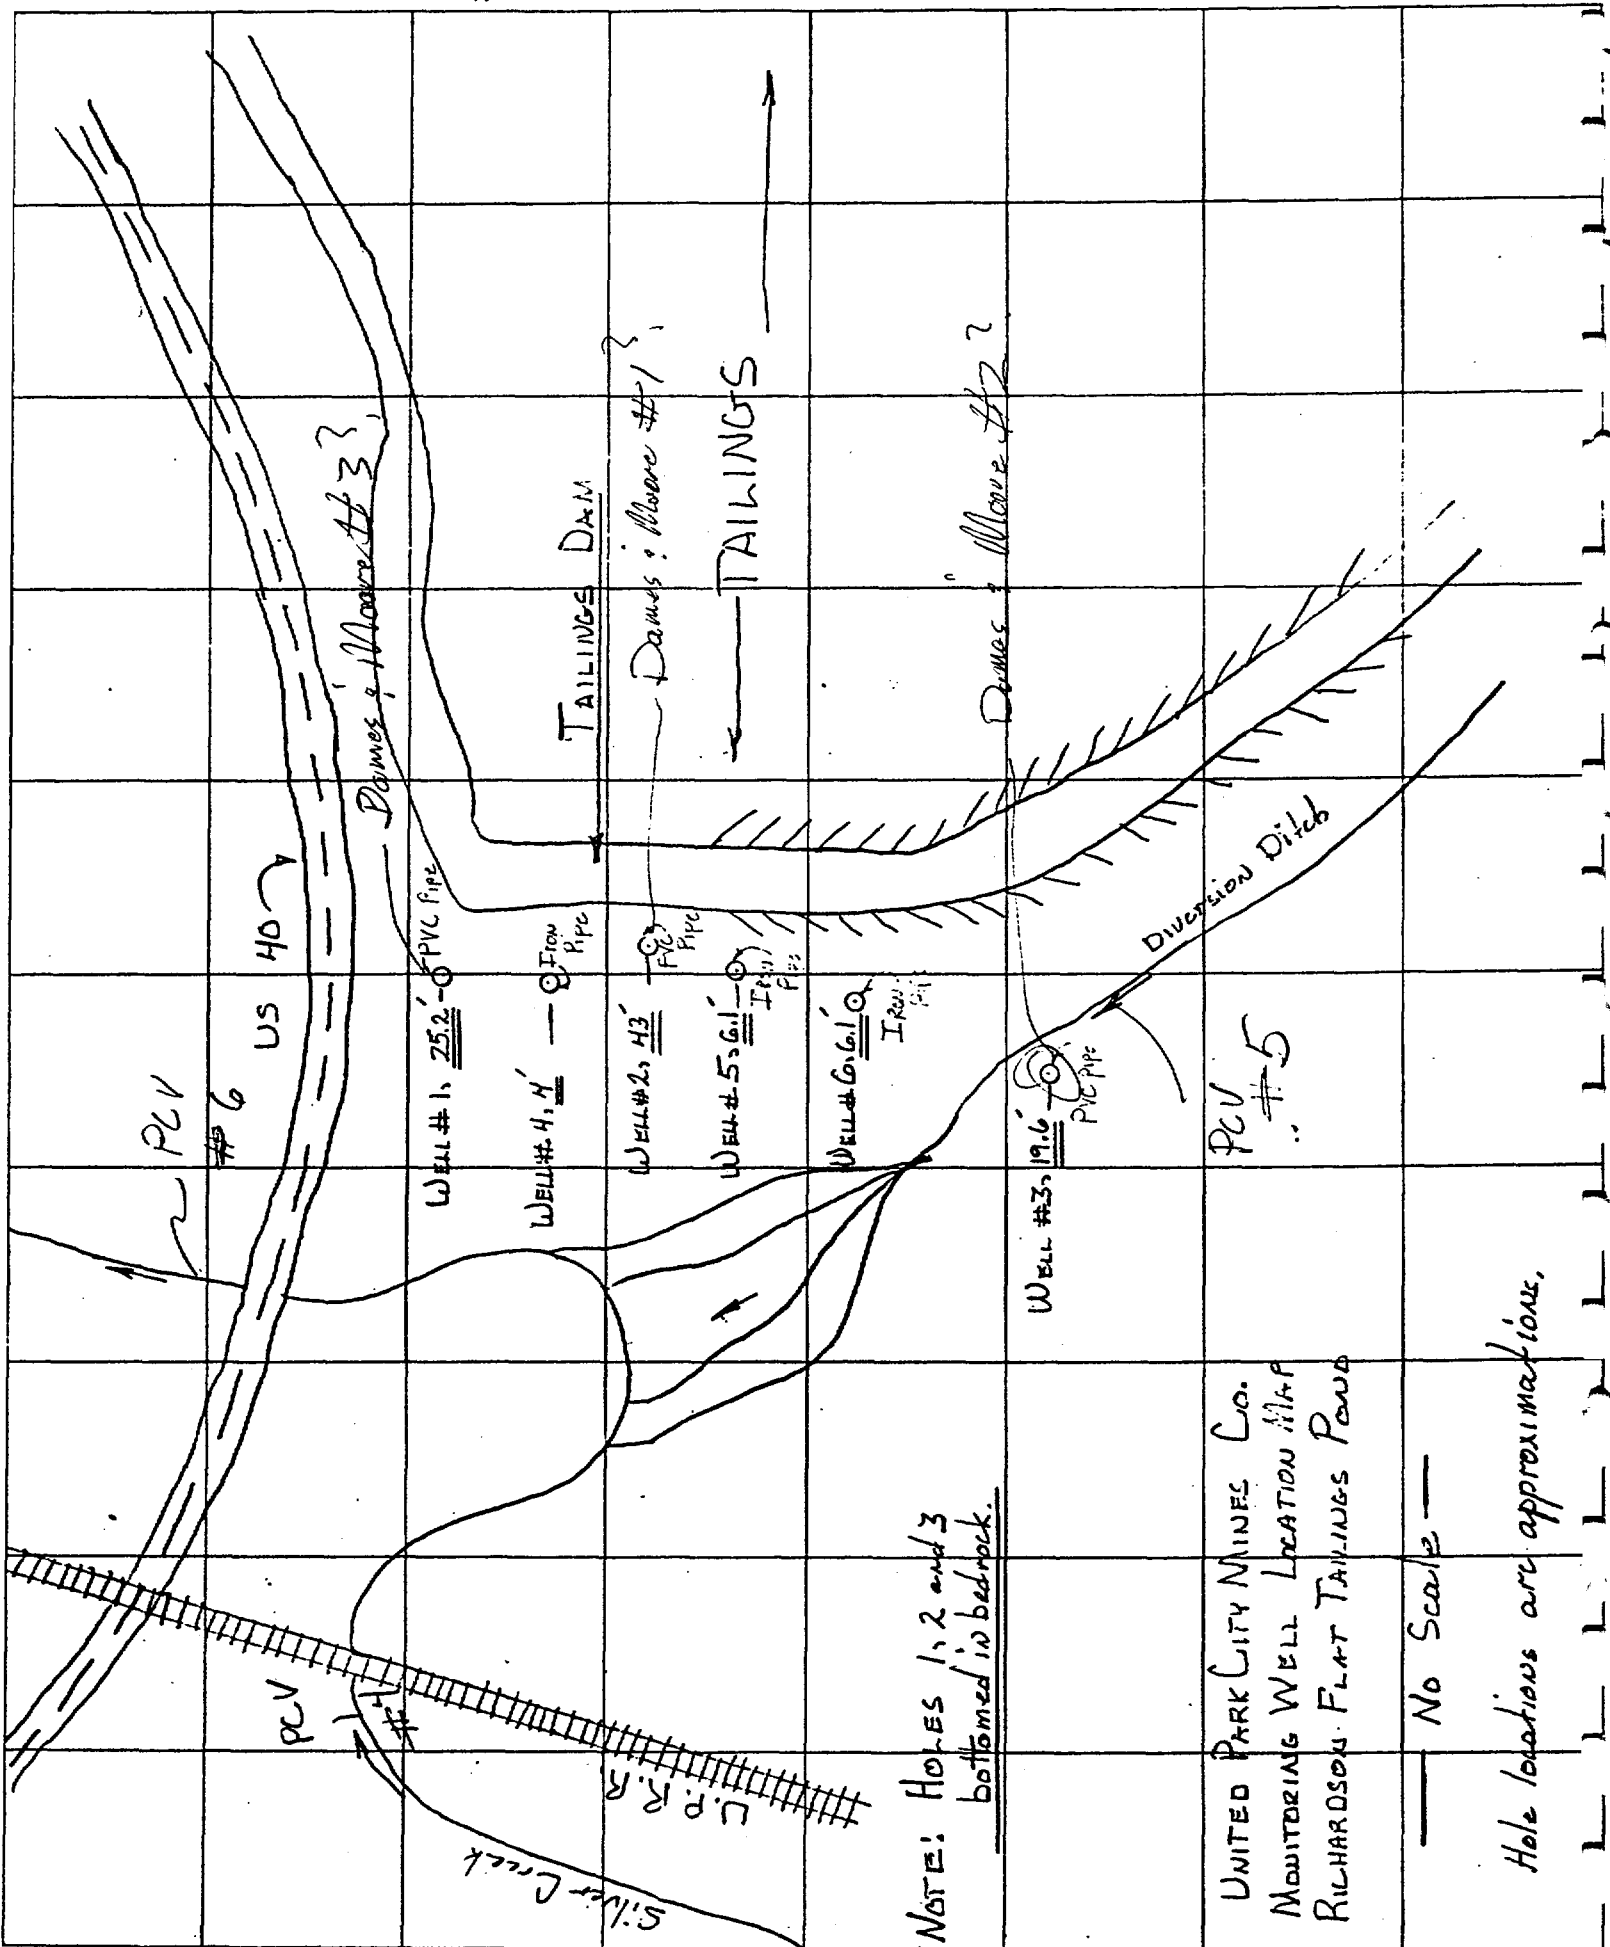 PCV
#6
US 40
Dames & Moore #3?
Well #1, 25.2'
PVC Pipe
Well #4, 4'
Iron
Pipe
Tailings Dam
Well #2, 43'
PVC
Pipe
Dames & Moore #1?
Well #5, 6.1'
Iron
Pipe
Tailings
Well #6, 6.1'
Iron
Dames & Moore #2
Well #3, 19.6'
PVC Pipe
Diversion Ditch
PCV
#5
PCV
#4
U.P.R.R
Silver Creek
NOTE: Holes 1, 2 and 3
bottomed in bedrock.
United Park City Mines Co.
Monitoring Well Location Map
Richardson Flat Tailings Pond
— No Scale —
Hole locations are approximations.